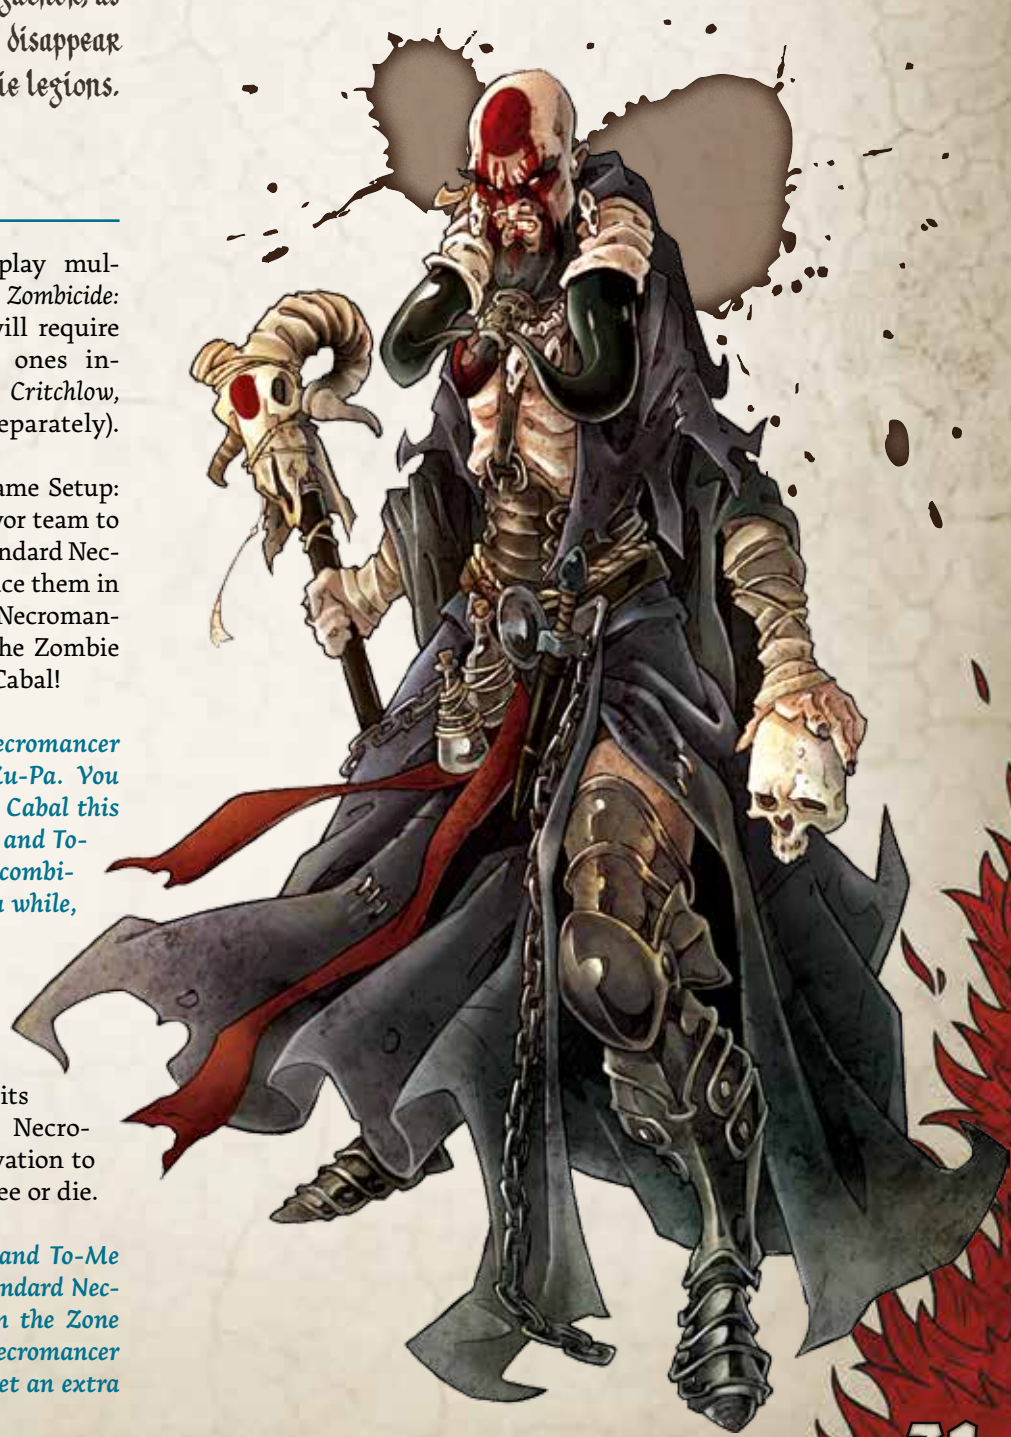 disappear
ie legions.
play mul-
Zombicide:
will require
ones in-
Critchlow,
eparately).
ame Setup:
vor team to
ndard Nec-
ce them in
Necroman-
he Zombie
Cabal!
ecromancer
Zu-Pa. You
Cabal this
and To-
combi-
a while,
its
Necro-
vation to
ee or die.
and To-Me
ndard Nec-
n the Zone
ecromancer
et an extra